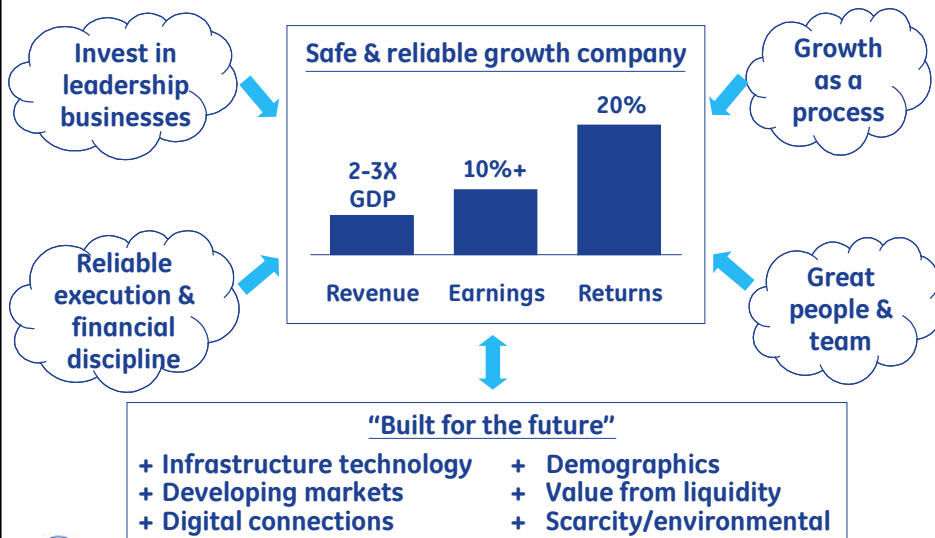 Invest in
leadership
businesses
Safe & reliable growth company
Growth
as a
process
20%
2-3X
GDP
10%+
Revenue Earnings Returns
Reliable
execution &
financial
discipline
Great
people &
team
“Built for the future”
+ Infrastructure technology
+ Developing markets
+ Digital connections
+ Demographics
+ Value from liquidity
+ Scarcity/environmental